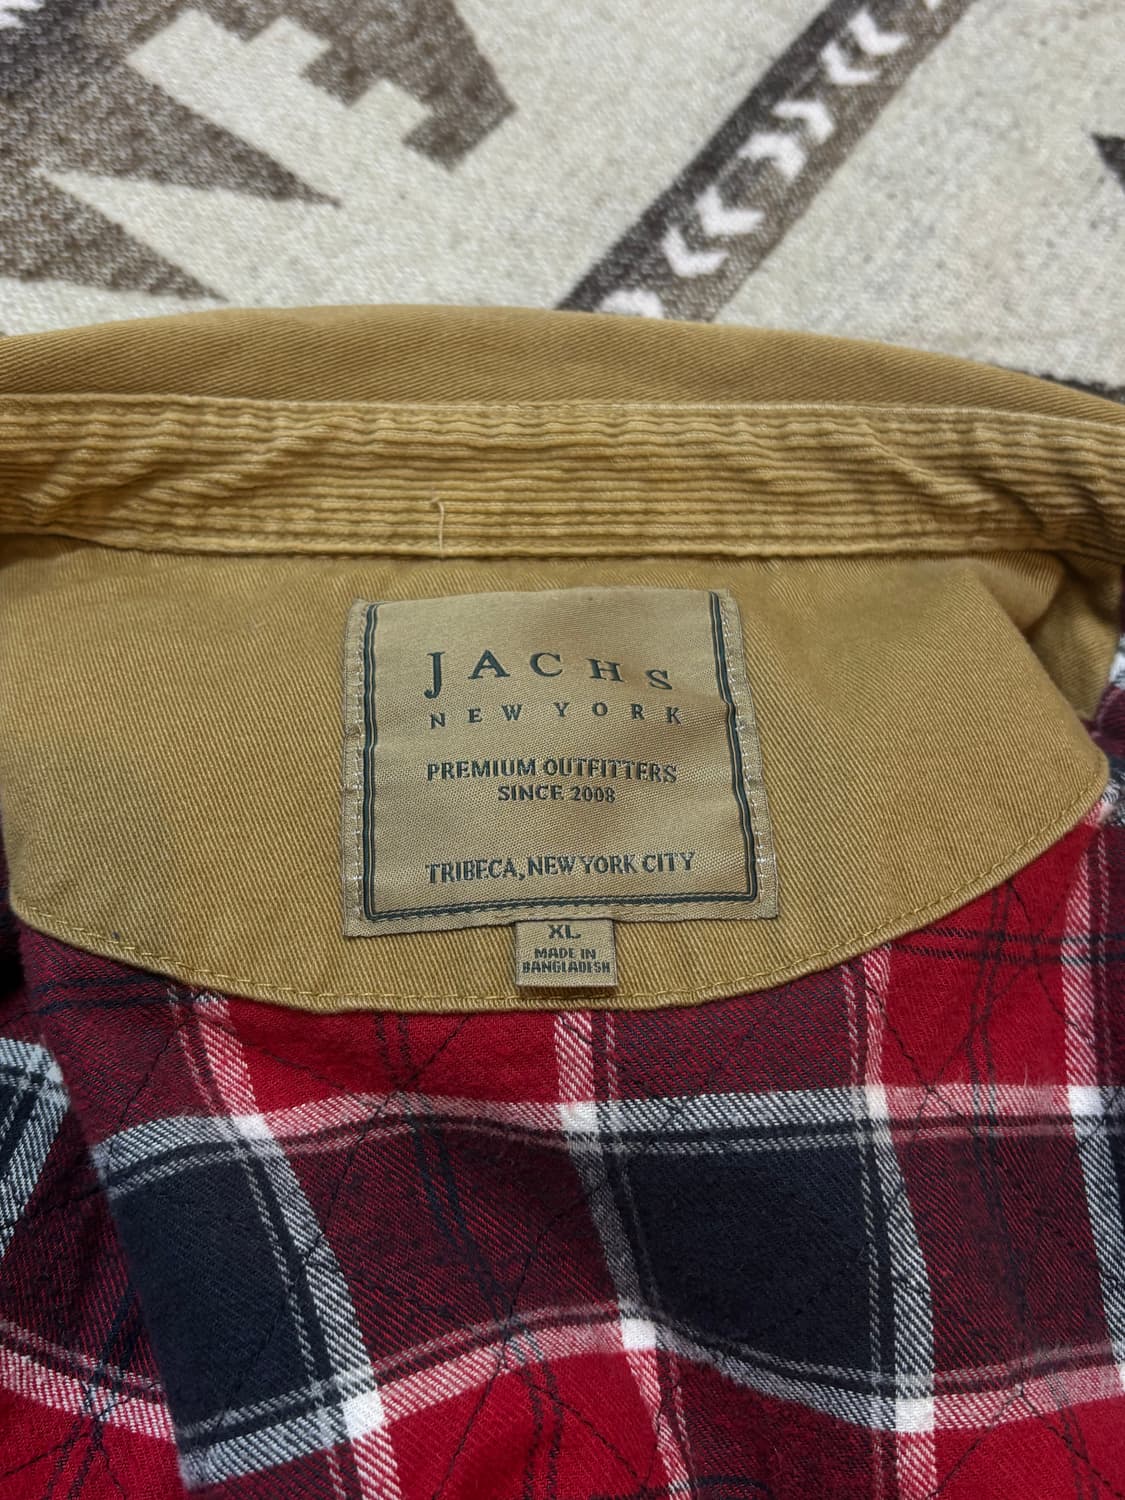 JACHS
NEW YORK
PREMIUM OUTFITTERS
SINCE 2008
TRIBECA, NEW YORK CITY
XL
MADE IN
BANGLADESH